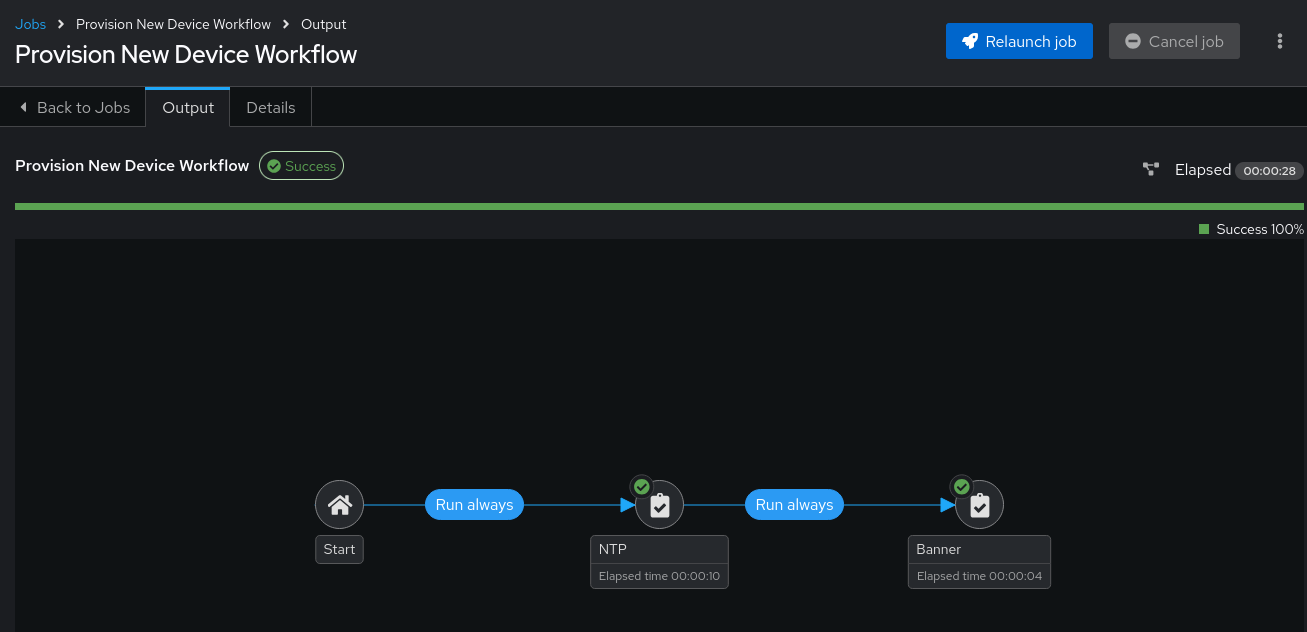 Jobs > Provision New Device Workflow > Output
Provision New Device Workflow
Relaunch job
Cancel job
Back to Jobs
Output
Details
Provision New Device Workflow
Success
Elapsed 00:00:28
Success 100%
Run always
Run always
Start
NTP
Elapsed time 00:00:10
Banner
Elapsed time 00:00:04